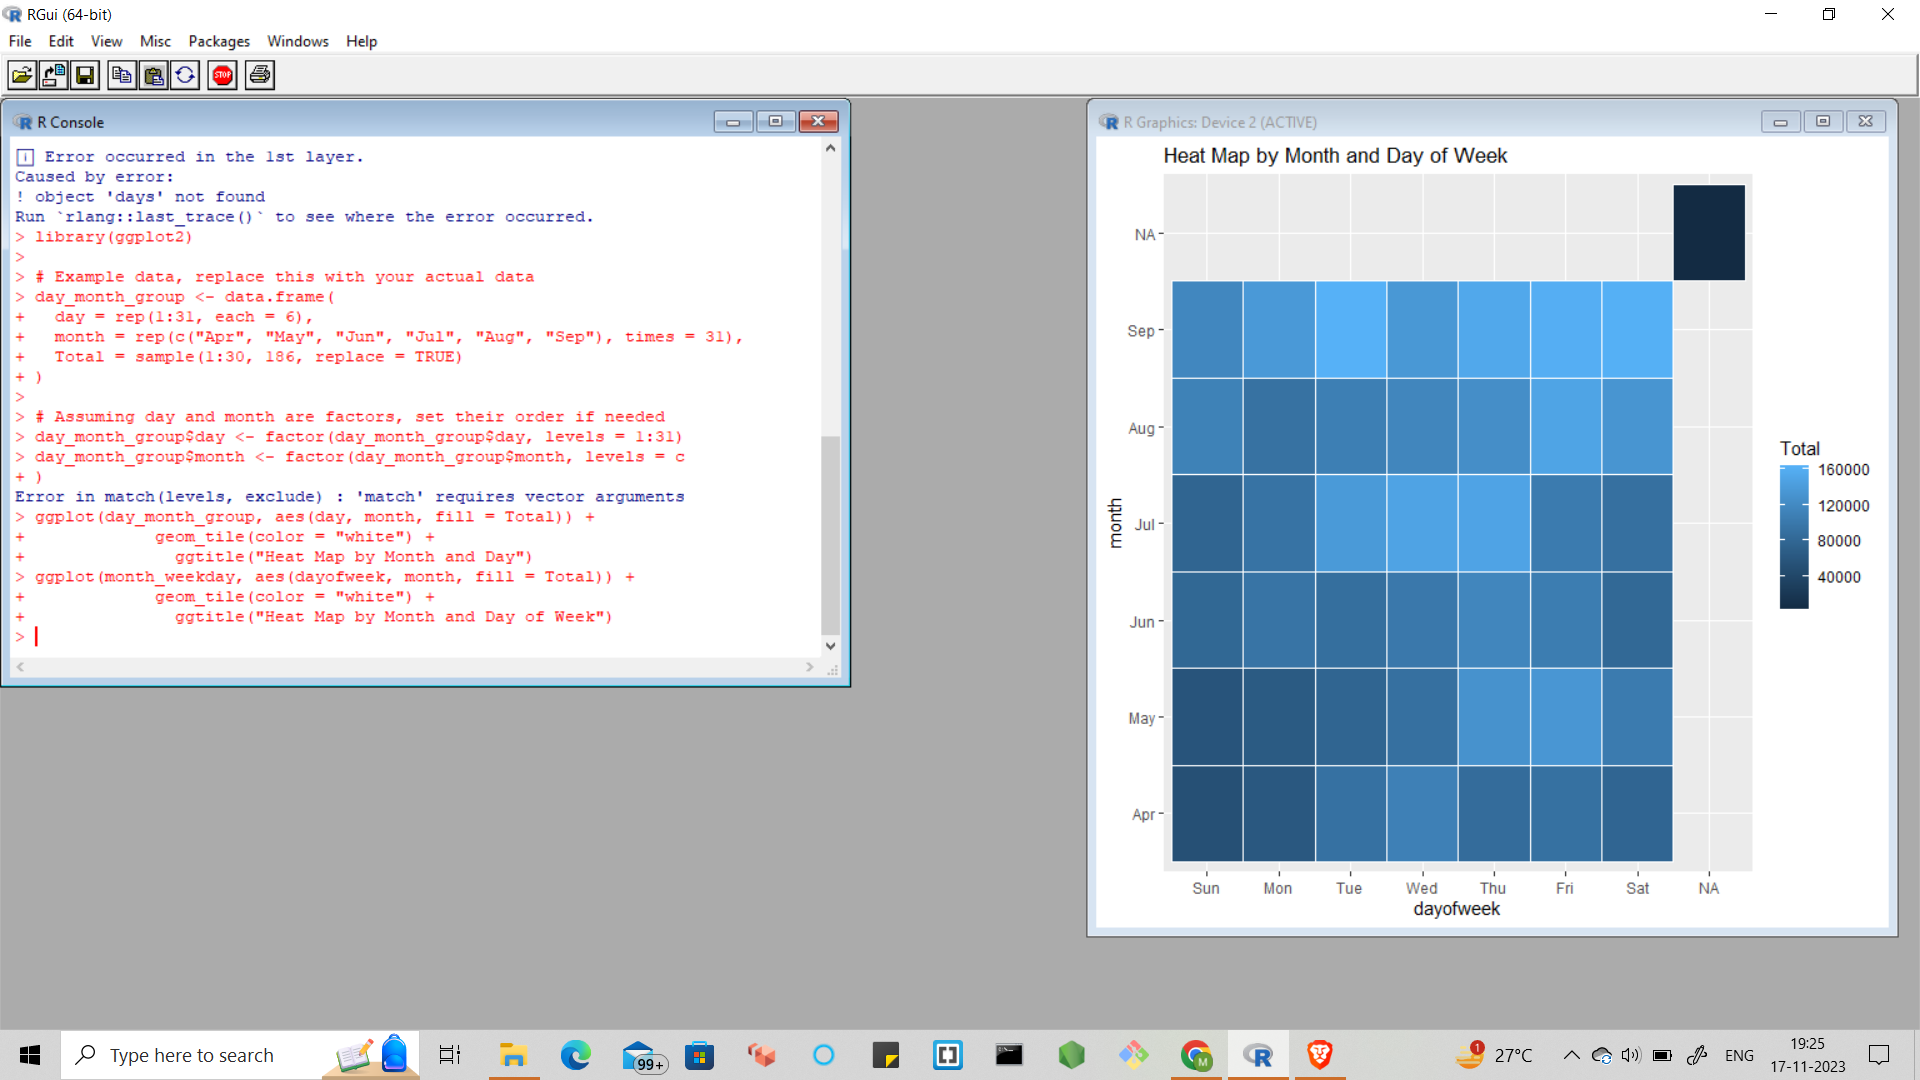 RGui (64-bit)
File Edit View Misc Packages Windows Help
STOP
R Console
i Error occurred in the 1st layer.
Caused by error:
! object 'days' not found
Run `rlang::last_trace()` to see where the error occurred.
> library(ggplot2)
>
> # Example data, replace this with your actual data
> day_month_group <- data.frame(
+   day = rep(1:31, each = 6),
+   month = rep(c("Apr", "May", "Jun", "Jul", "Aug", "Sep"), times = 31),
+   Total = sample(1:30, 186, replace = TRUE)
+ )
>
> # Assuming day and month are factors, set their order if needed
> day_month_group$day <- factor(day_month_group$day, levels = 1:31)
> day_month_group$month <- factor(day_month_group$month, levels = c
+ )
Error in match(levels, exclude) : 'match' requires vector arguments
> ggplot(day_month_group, aes(day, month, fill = Total)) +
+             geom_tile(color = "white") +
+               ggtitle("Heat Map by Month and Day")
> ggplot(month_weekday, aes(dayofweek, month, fill = Total)) +
+             geom_tile(color = "white") +
+               ggtitle("Heat Map by Month and Day of Week")
>
R Graphics: Device 2 (ACTIVE)
Heat Map by Month and Day of Week
NA
Sep
Aug
Jul
Jun
May
Apr
month
Sun Mon Tue Wed Thu Fri Sat NA
dayofweek
Total
160000
120000
80000
40000
Type here to search
99+
M
R
1
27°C
ENG
19:25
17-11-2023